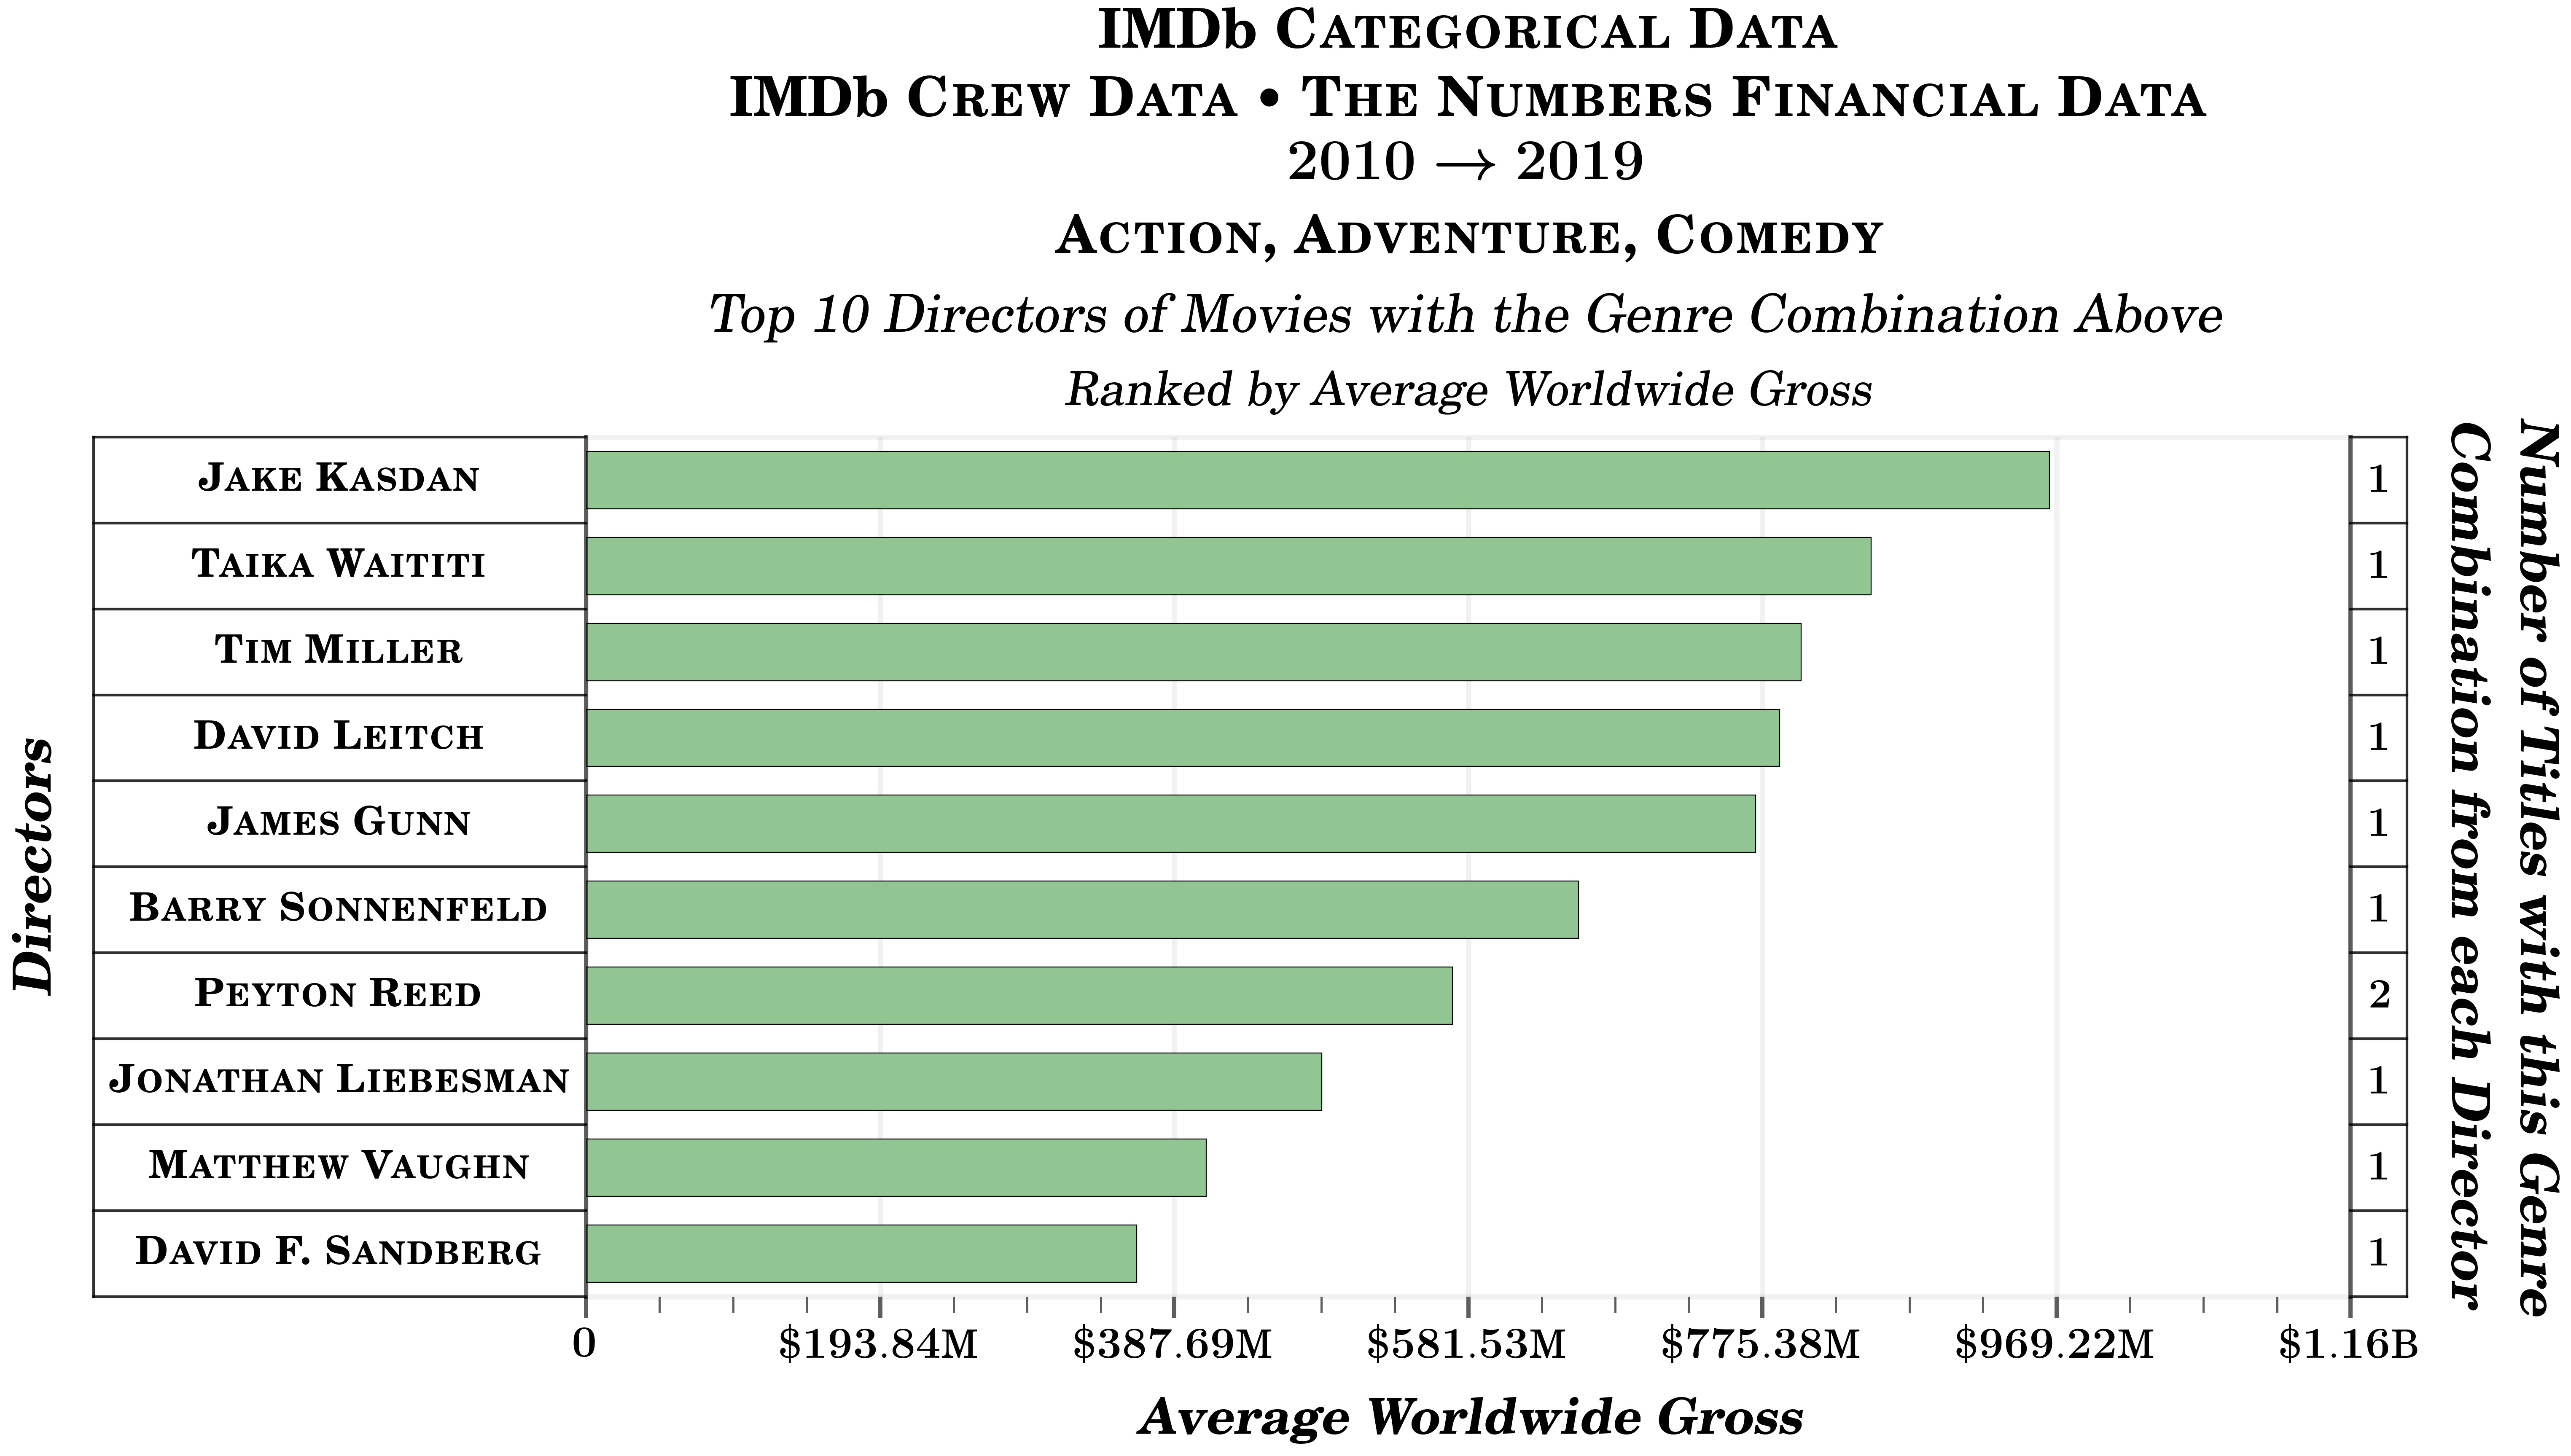 IMDb Categorical Data
IMDb Crew Data • The Numbers Financial Data
2010 → 2019
Action, Adventure, Comedy
Top 10 Directors of Movies with the Genre Combination Above
Ranked by Average Worldwide Gross
Directors
Jake Kasdan 1
Taika Waititi 1
Tim Miller 1
David Leitch 1
James Gunn 1
Barry Sonnenfeld 1
Peyton Reed 2
Jonathan Liebesman 1
Matthew Vaughn 1
David F. Sandberg 1
Number of Titles with this Genre
Combination from each Director
0 $193.84M $387.69M $581.53M $775.38M $969.22M $1.16B
Average Worldwide Gross